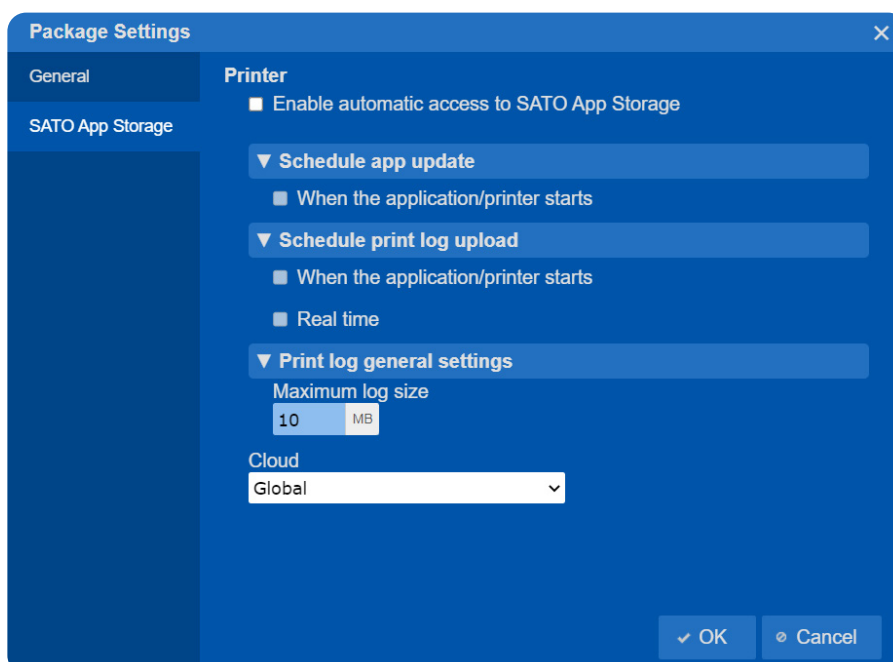 Package Settings
General
SATO App Storage
Printer
Enable automatic access to SATO App Storage
▼ Schedule app update
When the application/printer starts
▼ Schedule print log upload
When the application/printer starts
Real time
▼ Print log general settings
Maximum log size
10 MB
Cloud
Global
OK
Cancel